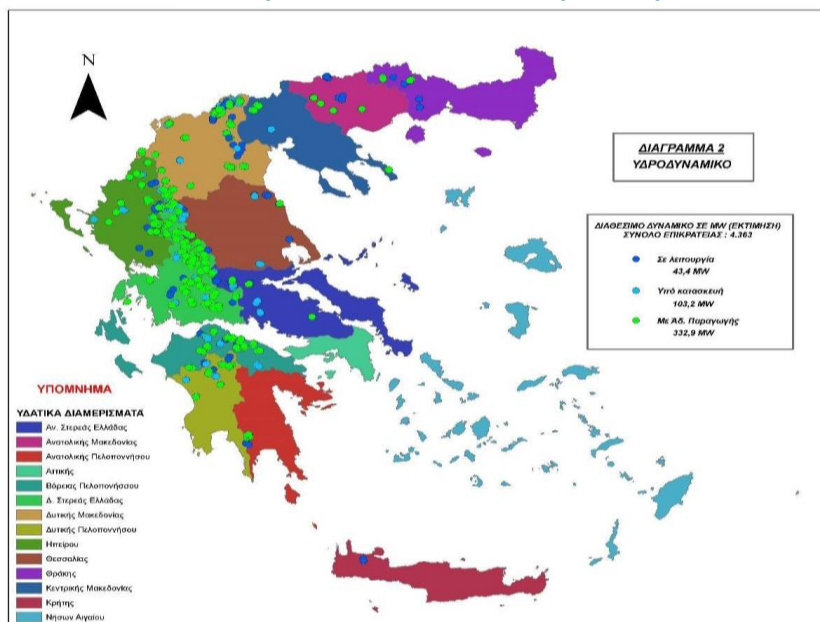 N
ΔΙΑΓΡΑΜΜΑ 2
ΥΔΡΟΔΥΝΑΜΙΚΟ
ΔΙΑΘΕΣΙΜΟ ΔΥΝΑΜΙΚΟ ΣΕ MW (ΕΚΤΙΜΗΣΗ)
ΣΥΝΟΛΟ ΕΠΙΚΡΑΤΕΙΑΣ : 4.363
Σε λειτουργία
43,4 MW
Υπό κατασκευή
103,2 MW
Με Άδ. Παραγωγής
332,9 MW
ΥΠΟΜΝΗΜΑ
ΥΔΑΤΙΚΑ ΔΙΑΜΕΡΙΣΜΑΤΑ
Αν. Στερεάς Ελλάδας
Ανατολικής Μακεδονίας
Ανατολικής Πελοποννήσου
Αττικής
Βόρειας Πελοποννήσσου
Δ. Στερεάς Ελλάδας
Δυτικής Μακεδονίας
Δυτικής Πελοποννήσου
Ηπείρου
Θεσσαλίας
Θράκης
Κεντρικής Μακεδονίας
Κρήτης
Νήσων Αιγαίου